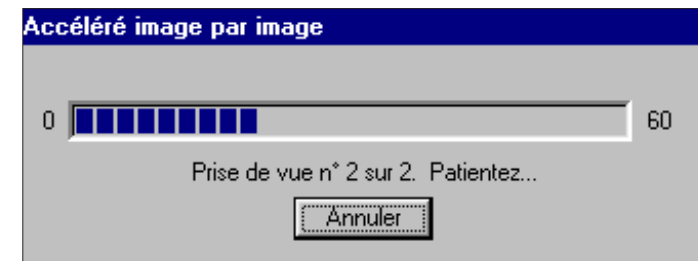 Accéléré image par image
0 60
Prise de vue n° 2 sur 2. Patientez...
Annuler